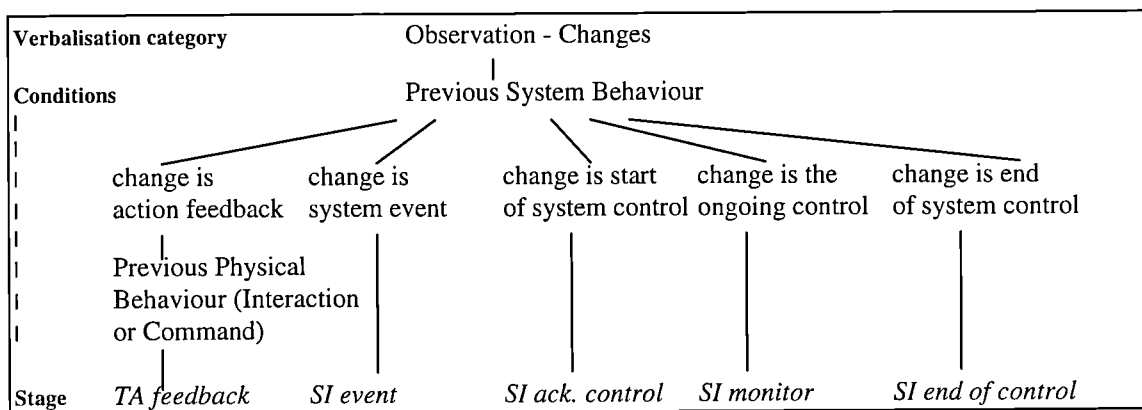 Verbalisation category Observation - Changes
Conditions Previous System Behaviour
change is change is change is start change is the change is end
action feedback system event of system control ongoing control of system control
Previous Physical
Behaviour (Interaction
or Command)
Stage TA feedback SI event SI ack. control SI monitor SI end of control